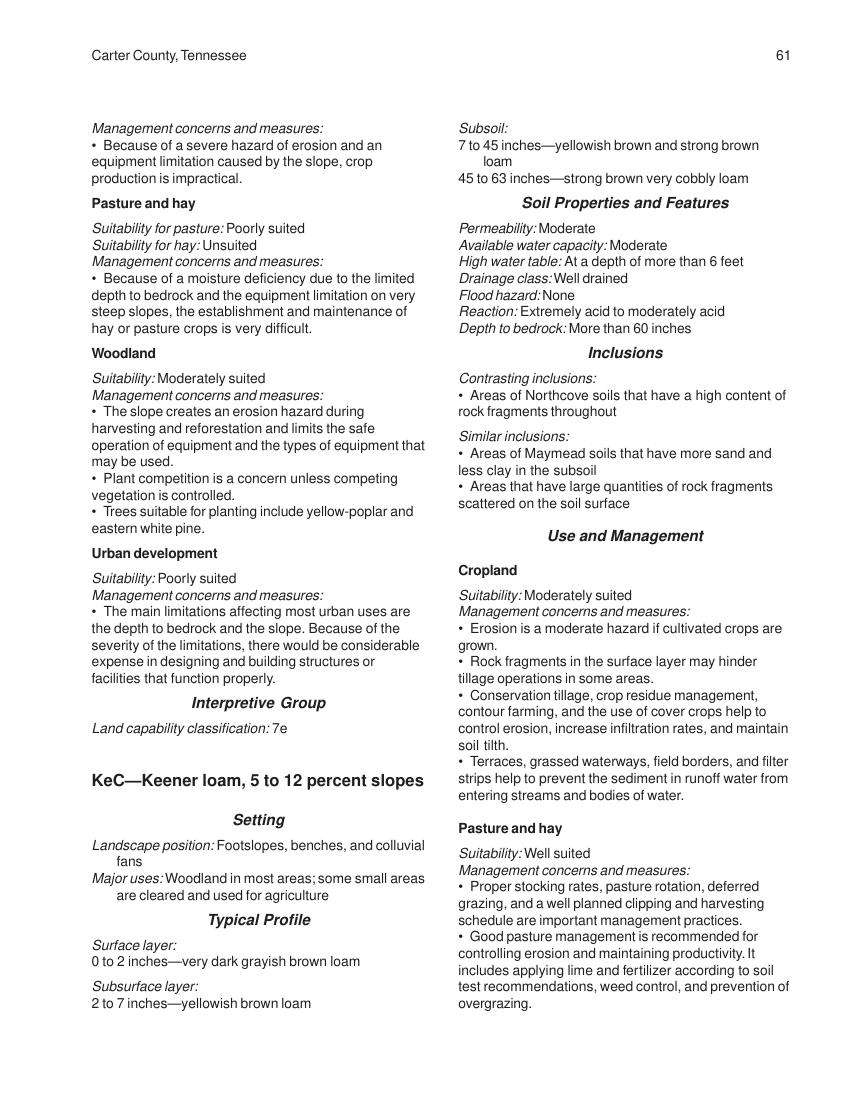 Carter County, Tennessee
61
Management concerns and measures:
• Because of a severe hazard of erosion and an
equipment limitation caused by the slope, crop
production is impractical.
Pasture and hay
Suitability for pasture: Poorly suited
Suitability for hay: Unsuited
Management concerns and measures:
• Because of a moisture deficiency due to the limited
depth to bedrock and the equipment limitation on very
steep slopes, the establishment and maintenance of
hay or pasture crops is very difficult.
Woodland
Suitability: Moderately suited
Management concerns and measures:
• The slope creates an erosion hazard during
harvesting and reforestation and limits the safe
operation of equipment and the types of equipment that
may be used.
• Plant competition is a concern unless competing
vegetation is controlled.
• Trees suitable for planting include yellow-poplar and
eastern white pine.
Urban development
Suitability: Poorly suited
Management concerns and measures:
• The main limitations affecting most urban uses are
the depth to bedrock and the slope. Because of the
severity of the limitations, there would be considerable
expense in designing and building structures or
facilities that function properly.
Interpretive Group
Land capability classification: 7e
KeC—Keener loam, 5 to 12 percent slopes
Setting
Landscape position: Footslopes, benches, and colluvial
fans
Major uses: Woodland in most areas; some small areas
are cleared and used for agriculture
Typical Profile
Surface layer:
0 to 2 inches—very dark grayish brown loam
Subsurface layer:
2 to 7 inches—yellowish brown loam
Subsoil:
7 to 45 inches—yellowish brown and strong brown
loam
45 to 63 inches—strong brown very cobbly loam
Soil Properties and Features
Permeability: Moderate
Available water capacity: Moderate
High water table: At a depth of more than 6 feet
Drainage class: Well drained
Flood hazard: None
Reaction: Extremely acid to moderately acid
Depth to bedrock: More than 60 inches
Inclusions
Contrasting inclusions:
• Areas of Northcove soils that have a high content of
rock fragments throughout
Similar inclusions:
• Areas of Maymead soils that have more sand and
less clay in the subsoil
• Areas that have large quantities of rock fragments
scattered on the soil surface
Use and Management
Cropland
Suitability: Moderately suited
Management concerns and measures:
• Erosion is a moderate hazard if cultivated crops are
grown.
• Rock fragments in the surface layer may hinder
tillage operations in some areas.
• Conservation tillage, crop residue management,
contour farming, and the use of cover crops help to
control erosion, increase infiltration rates, and maintain
soil tilth.
• Terraces, grassed waterways, field borders, and filter
strips help to prevent the sediment in runoff water from
entering streams and bodies of water.
Pasture and hay
Suitability: Well suited
Management concerns and measures:
• Proper stocking rates, pasture rotation, deferred
grazing, and a well planned clipping and harvesting
schedule are important management practices.
• Good pasture management is recommended for
controlling erosion and maintaining productivity. It
includes applying lime and fertilizer according to soil
test recommendations, weed control, and prevention of
overgrazing.